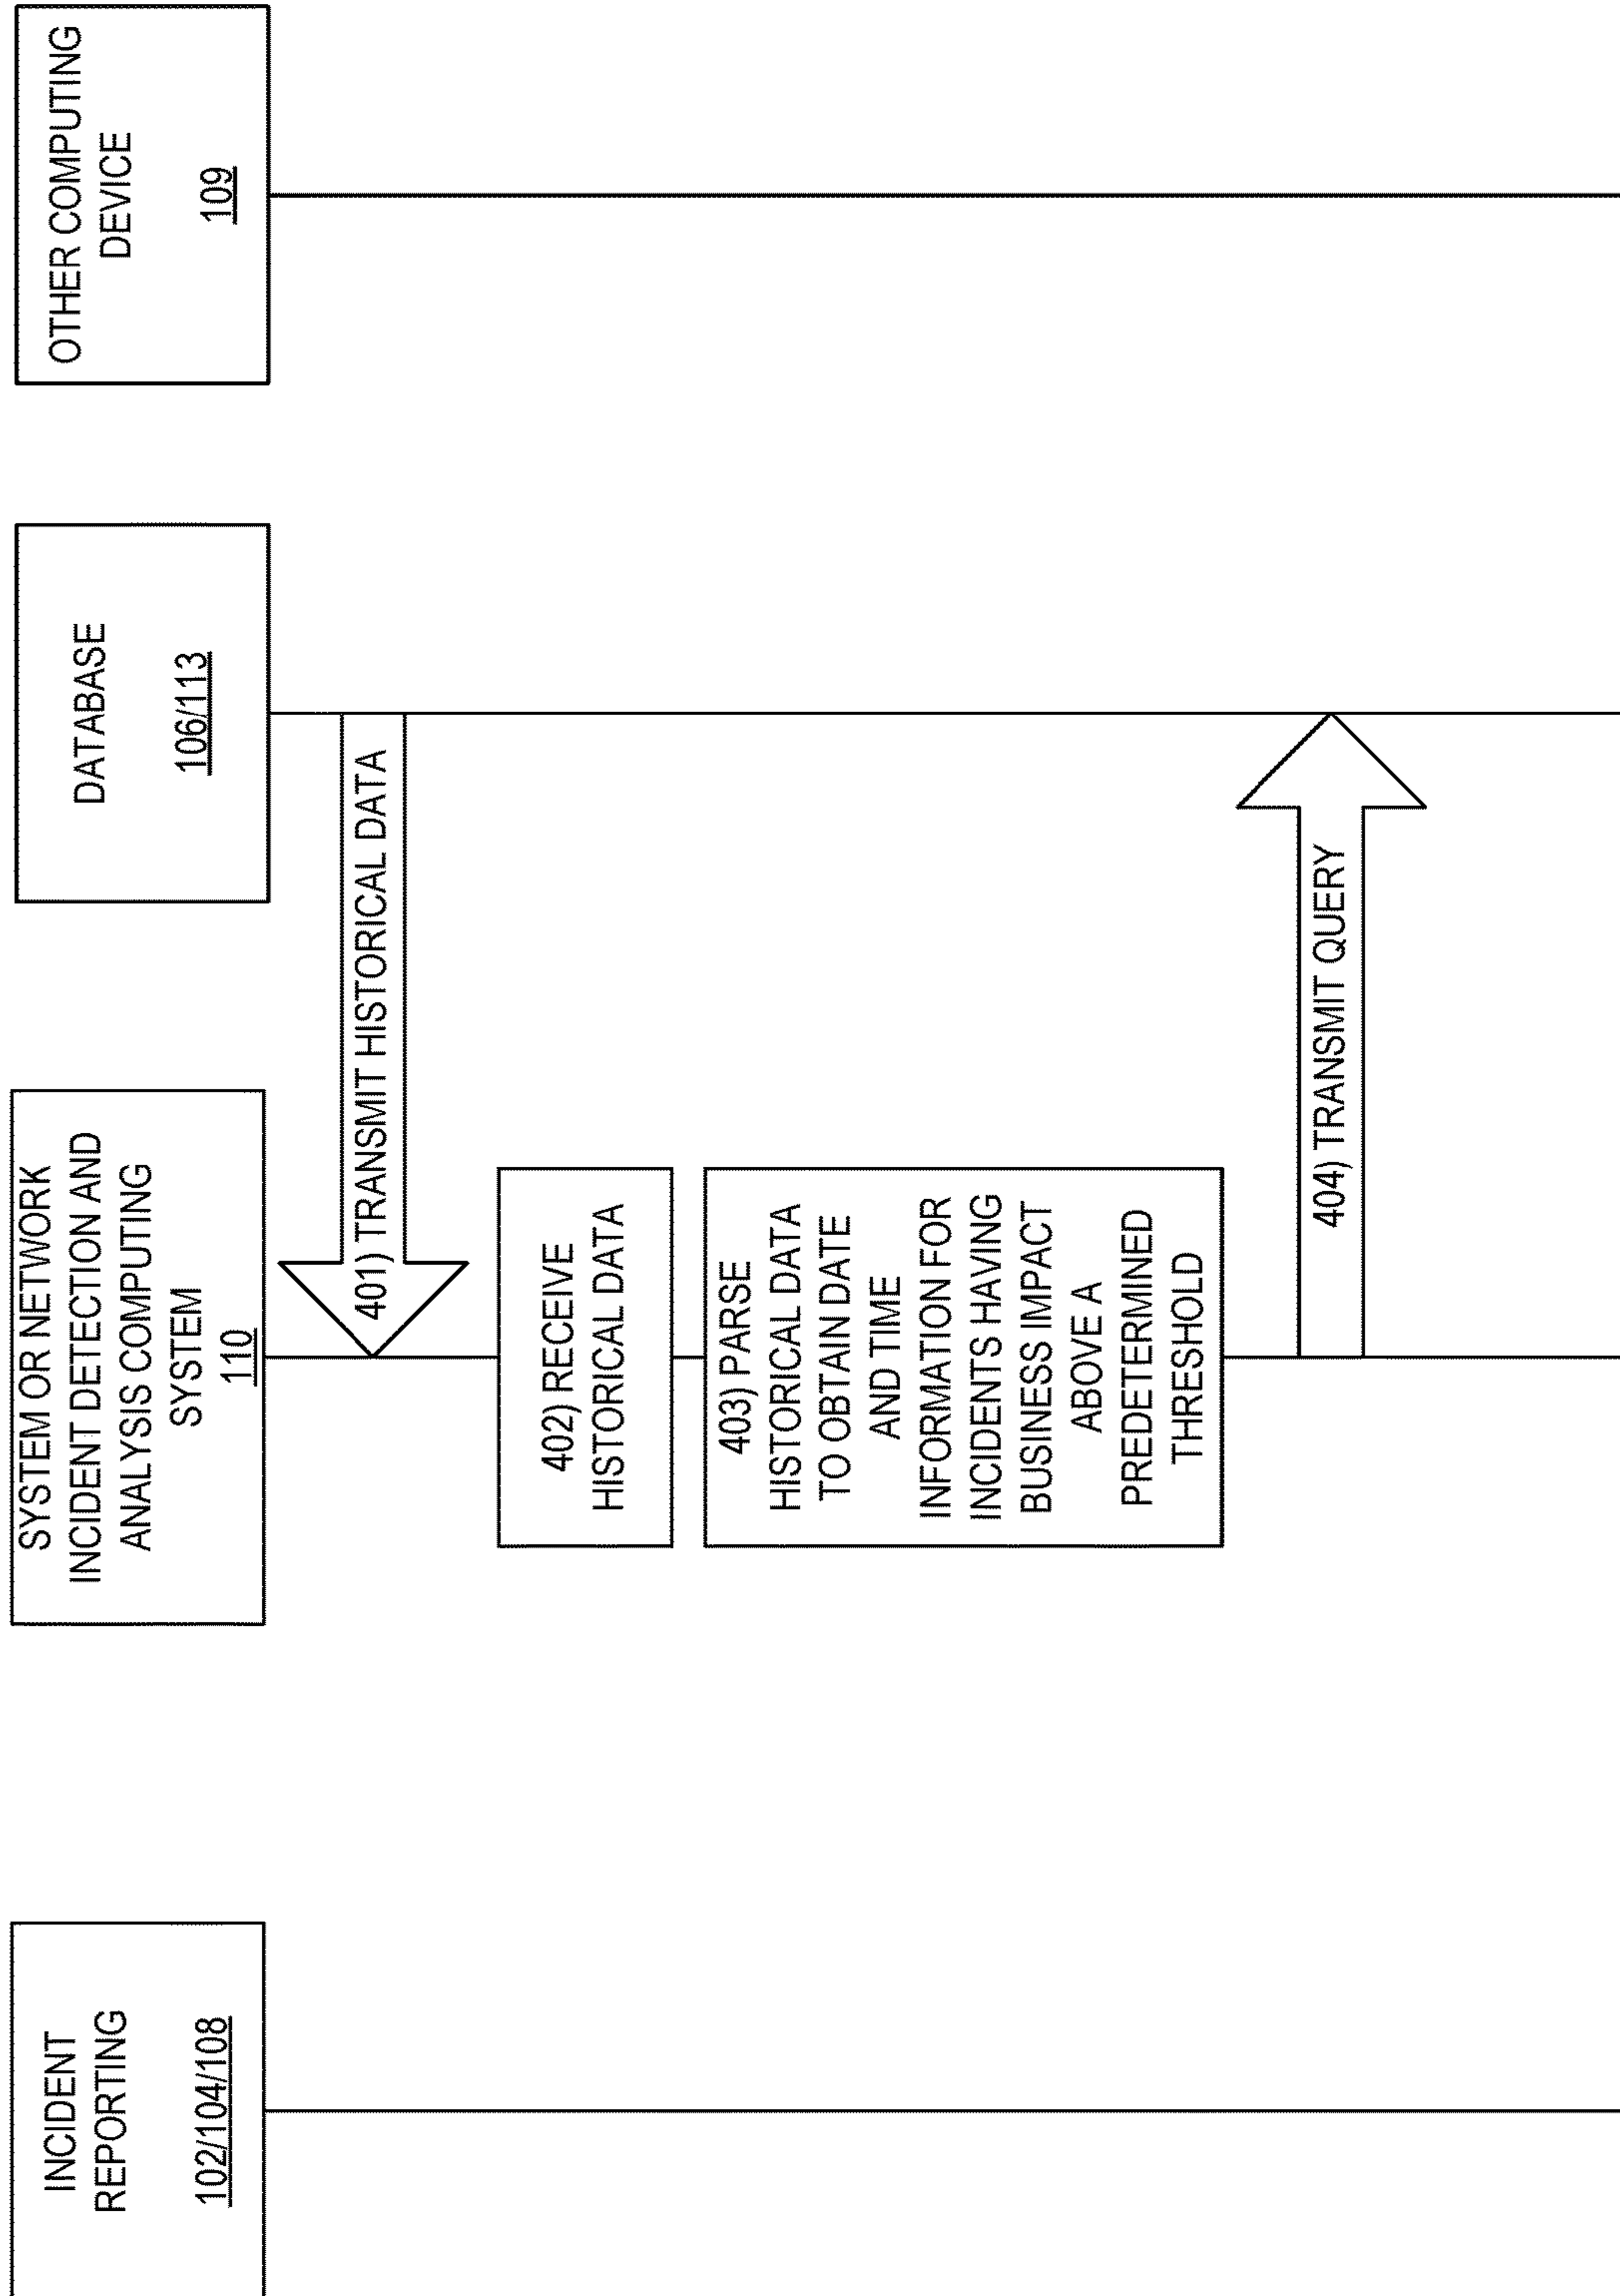 INCIDENT
REPORTING
102/104/108
SYSTEM OR NETWORK
INCIDENT DETECTION AND
ANALYSIS COMPUTING
SYSTEM
110
DATABASE
106/113
OTHER COMPUTING
DEVICE
109
401) TRANSMIT HISTORICAL DATA
402) RECEIVE
HISTORICAL DATA
403) PARSE
HISTORICAL DATA
TO OBTAIN DATE
AND TIME
INFORMATION FOR
INCIDENTS HAVING
BUSINESS IMPACT
ABOVE A
PREDETERMINED
THRESHOLD
404) TRANSMIT QUERY